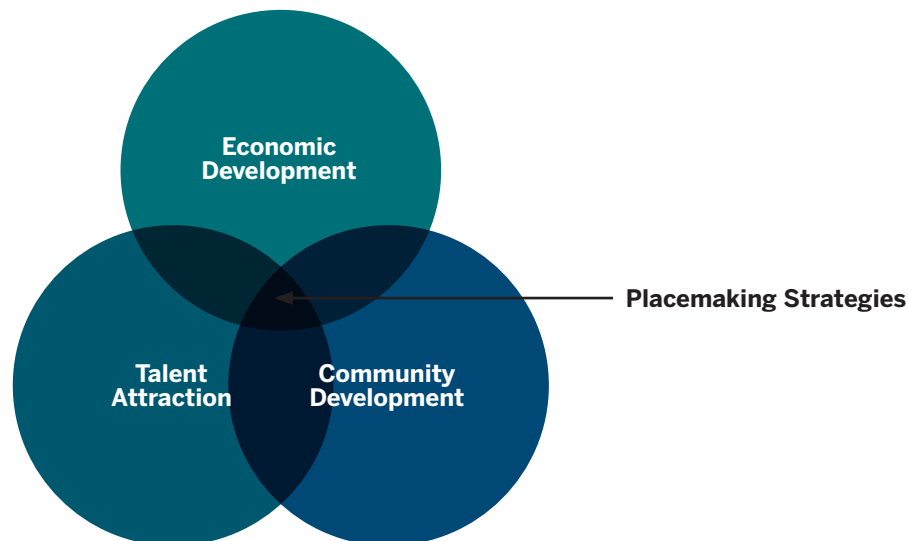 Economic
Development
Placemaking Strategies
Talent
Attraction
Community
Development